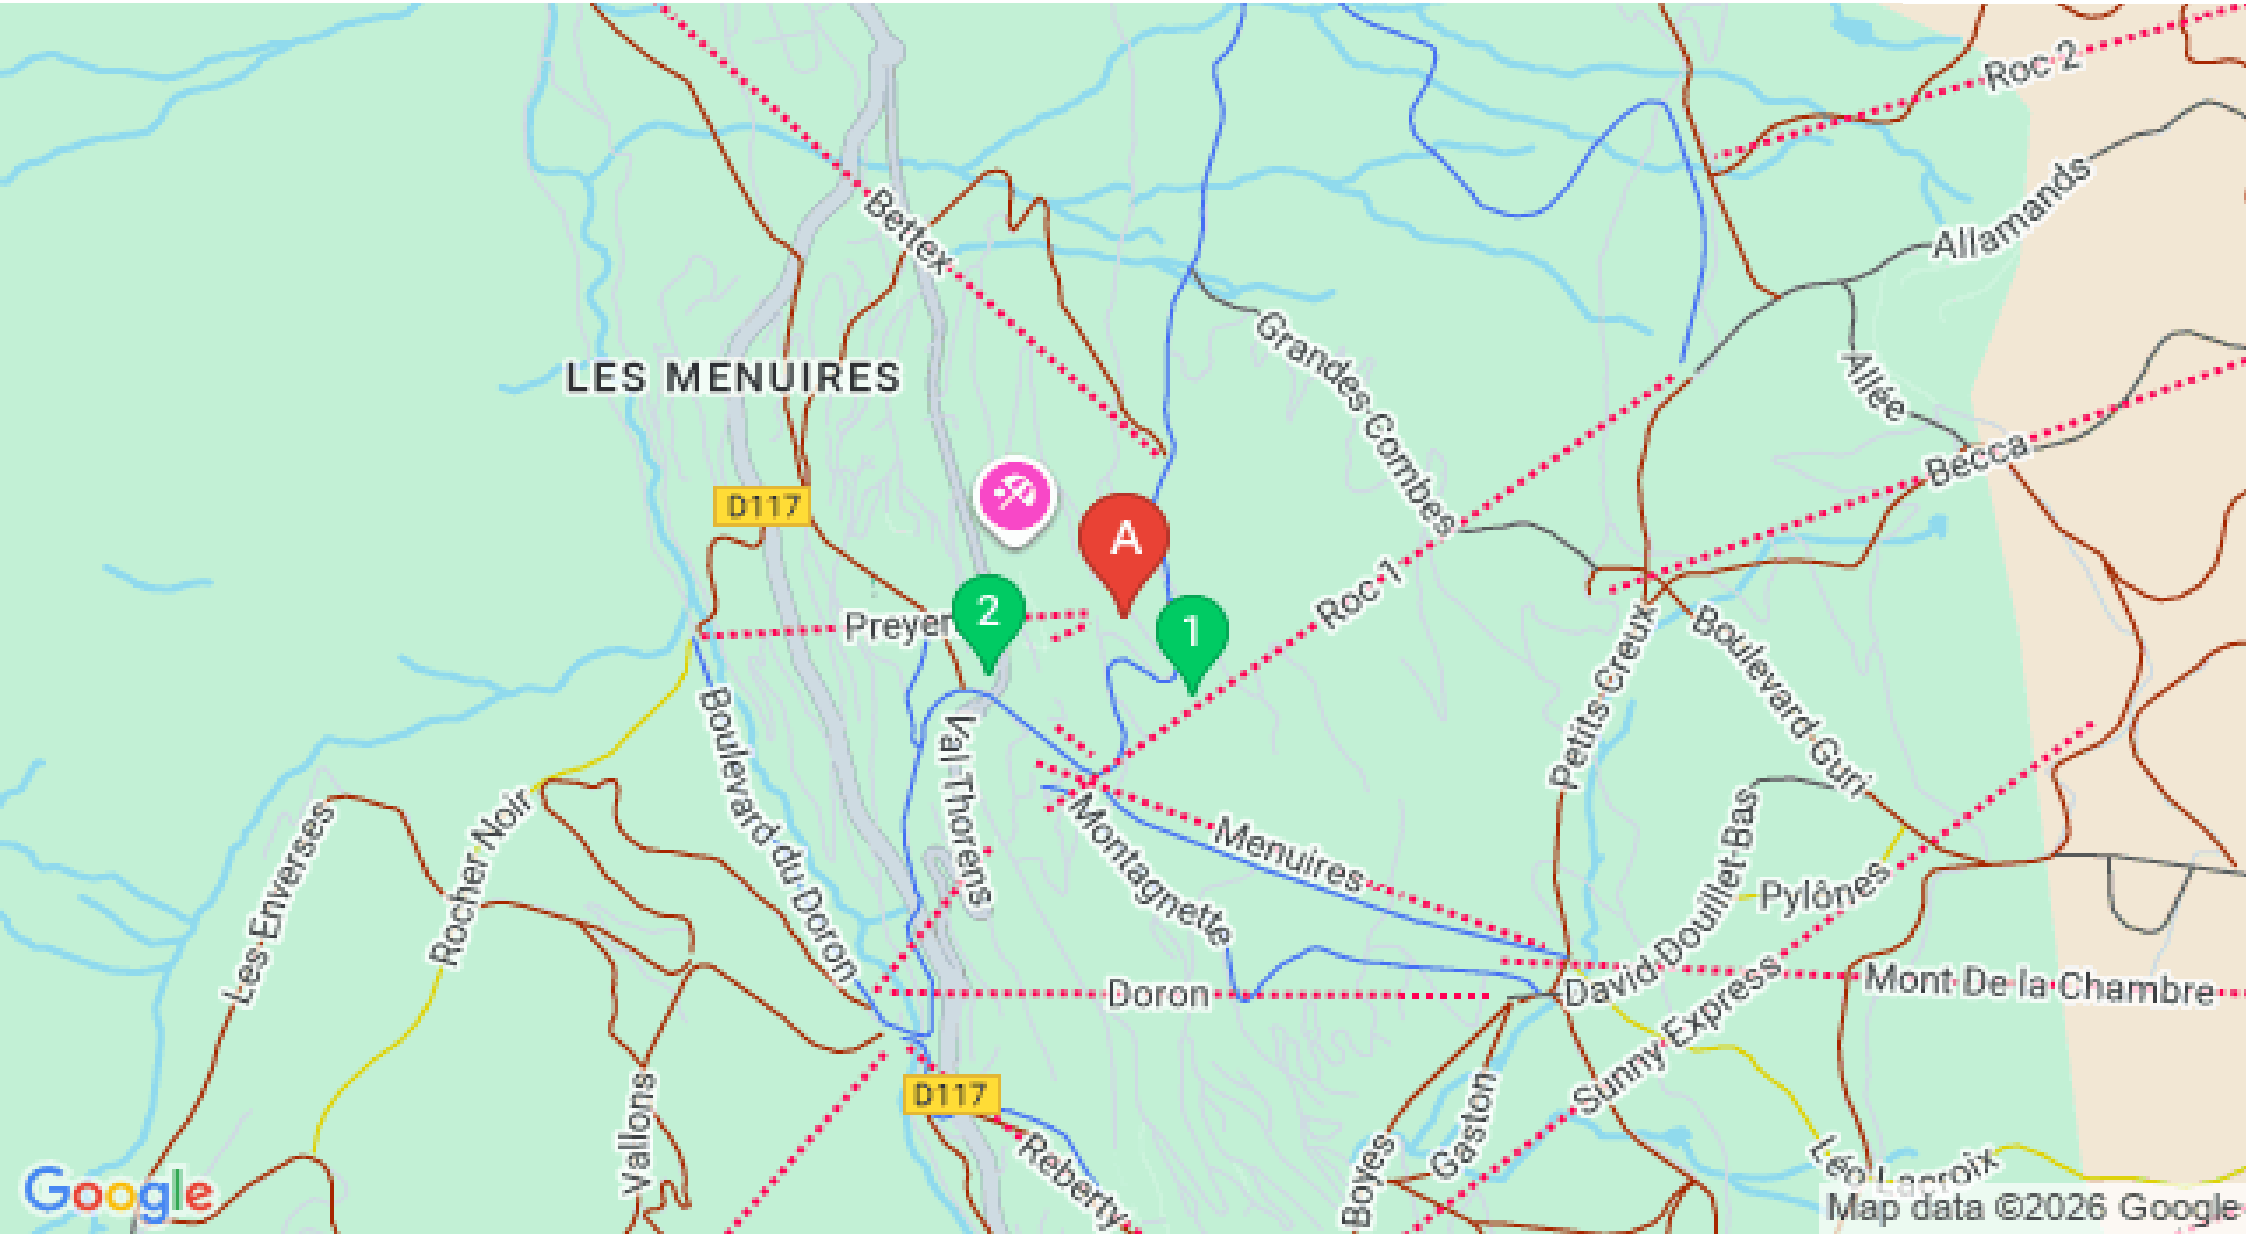 Roc 2
Allamands
Bettex
Grandes Combes
LES MENUIRES
Allée
Becca
D117
A
Roc 1
Preyer
2
1
Petits Creux
Boulevard Guri
Boulevard du Doron
Val Thorens
Les Enverses
Rocher Noir
Montagnette
Menuires
David Douillet Bas
Pylônes
Doron
Mont De la Chambre
Sunny Express
D117
Vallons
Reberty
Boyes
Gaston
Léo Lacroix
Google
Map data ©2026 Google